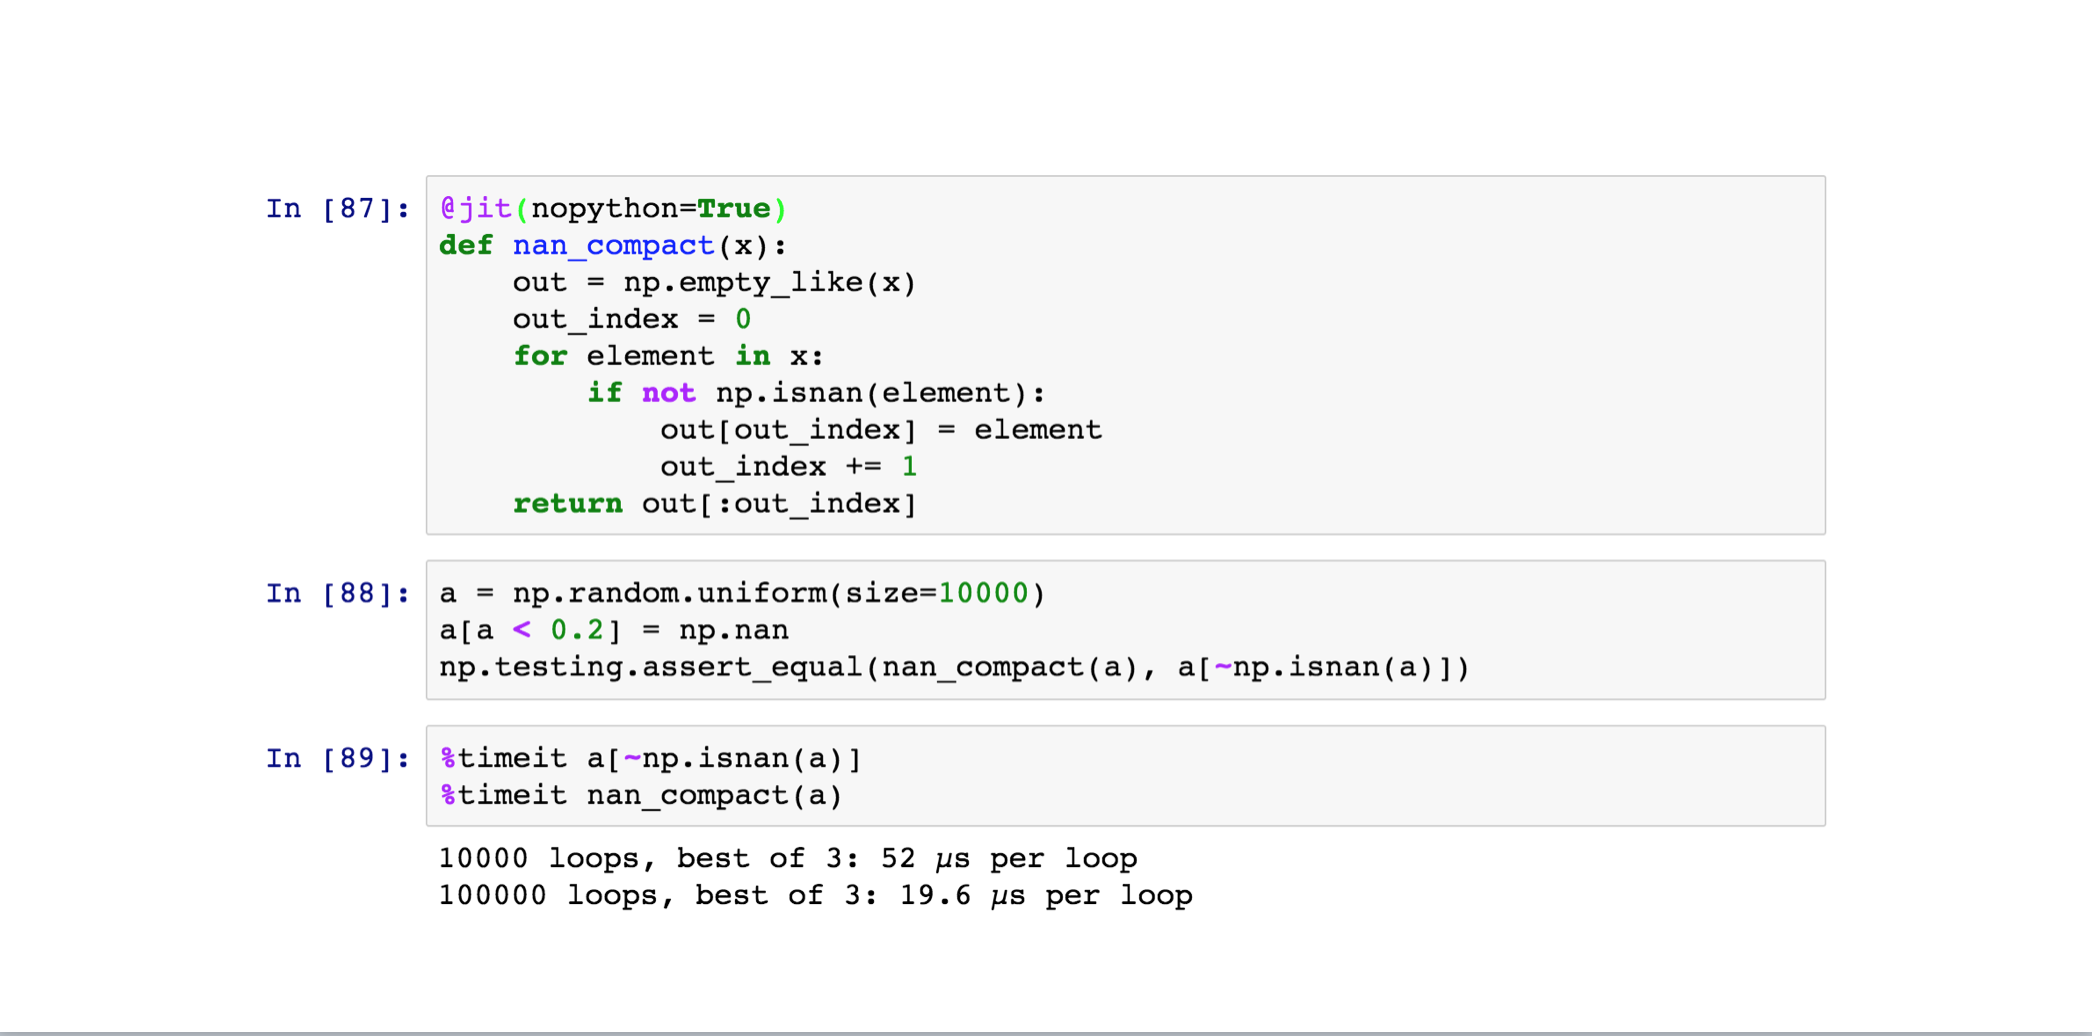 In [87]: @jit(nopython=True)
def nan_compact(x):
    out = np.empty_like(x)
    out_index = 0
    for element in x:
        if not np.isnan(element):
            out[out_index] = element
            out_index += 1
    return out[:out_index]
In [88]: a = np.random.uniform(size=10000)
a[a < 0.2] = np.nan
np.testing.assert_equal(nan_compact(a), a[~np.isnan(a)])
In [89]: %timeit a[~np.isnan(a)]
%timeit nan_compact(a)
10000 loops, best of 3: 52 µs per loop
100000 loops, best of 3: 19.6 µs per loop